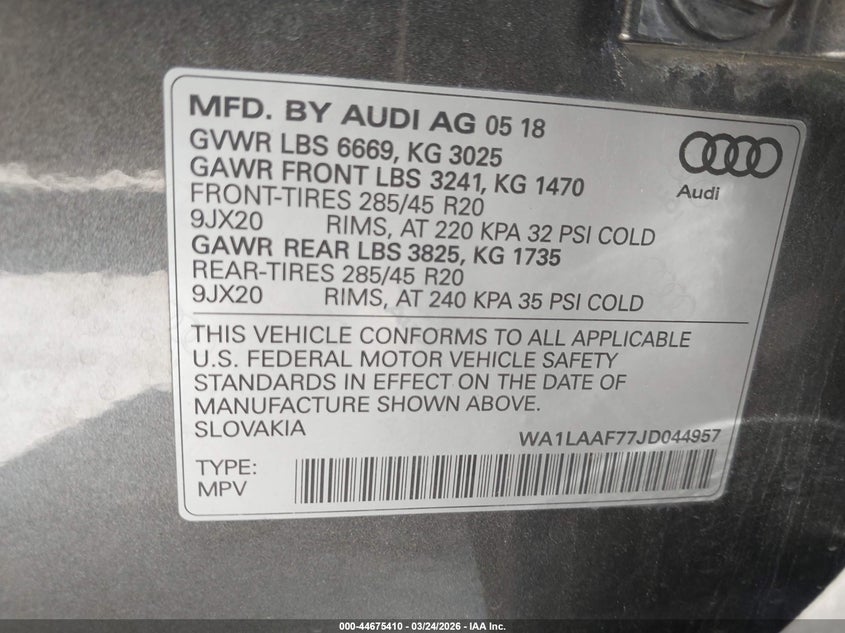 MFD. BY AUDI AG 05 18
GVWR LBS 6669, KG 3025
GAWR FRONT LBS 3241, KG 1470
FRONT-TIRES 285/45 R20
9JX20 RIMS, AT 220 KPA 32 PSI COLD
GAWR REAR LBS 3825, KG 1735
REAR-TIRES 285/45 R20
9JX20 RIMS, AT 240 KPA 35 PSI COLD
Audi
THIS VEHICLE CONFORMS TO ALL APPLICABLE
U.S. FEDERAL MOTOR VEHICLE SAFETY
STANDARDS IN EFFECT ON THE DATE OF
MANUFACTURE SHOWN ABOVE.
SLOVAKIA
WA1LAAF77JD044957
TYPE:
MPV
000-44675410 - 03/24/2026 - IAA Inc.